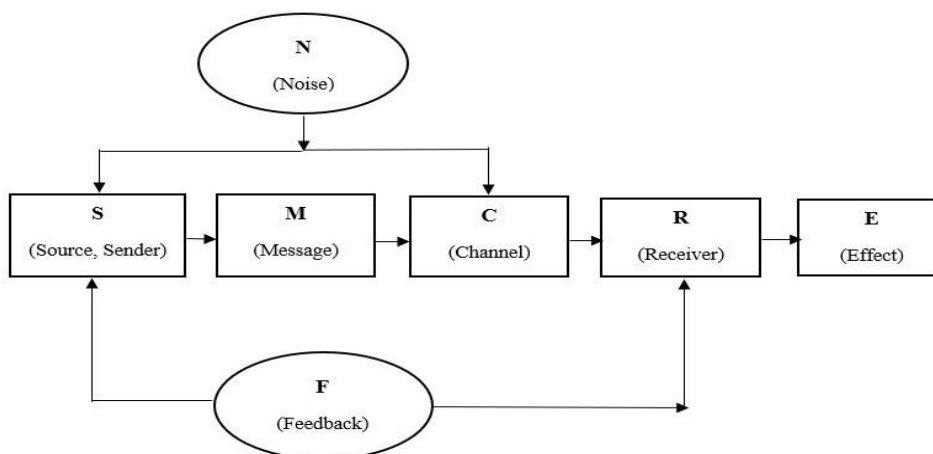 N
(Noise)
S
(Source, Sender)
M
(Message)
C
(Channel)
R
(Receiver)
E
(Effect)
F
(Feedback)